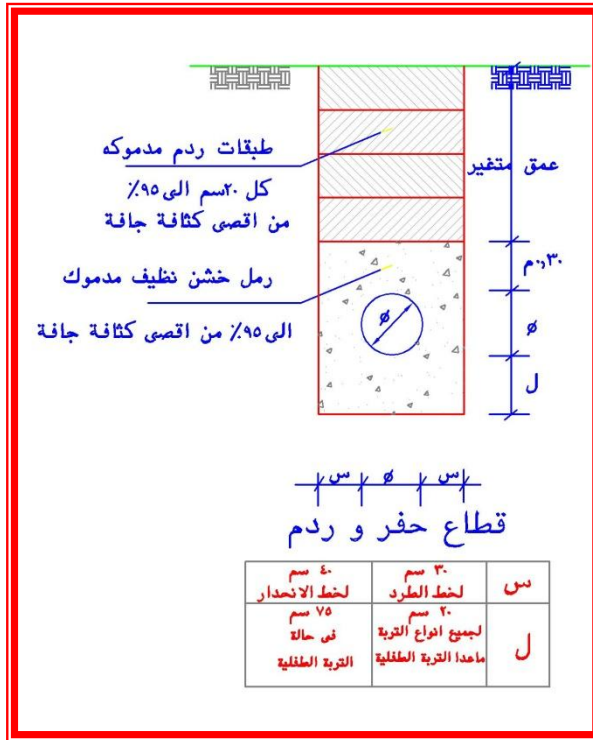 طبقات ردم مدموكه
كل ٢٠سم الى ٩٥٪
من اقصى كثافة جافة
عمق متغير
رمل خشن نظيف مدموك
الى ٩٥٪ من اقصى كثافة جافة
٠,٣٠م
ø
ø
ل
س ø س
قطاع حفر و ردم
س
٣٠ سم
لخط الطرد
٤٠ سم
لخط الانحدار
ل
٢٠ سم
لجميع انواع التربة
ماعدا التربة الطفلية
٧٥ سم
فى حالة
التربة الطفلية